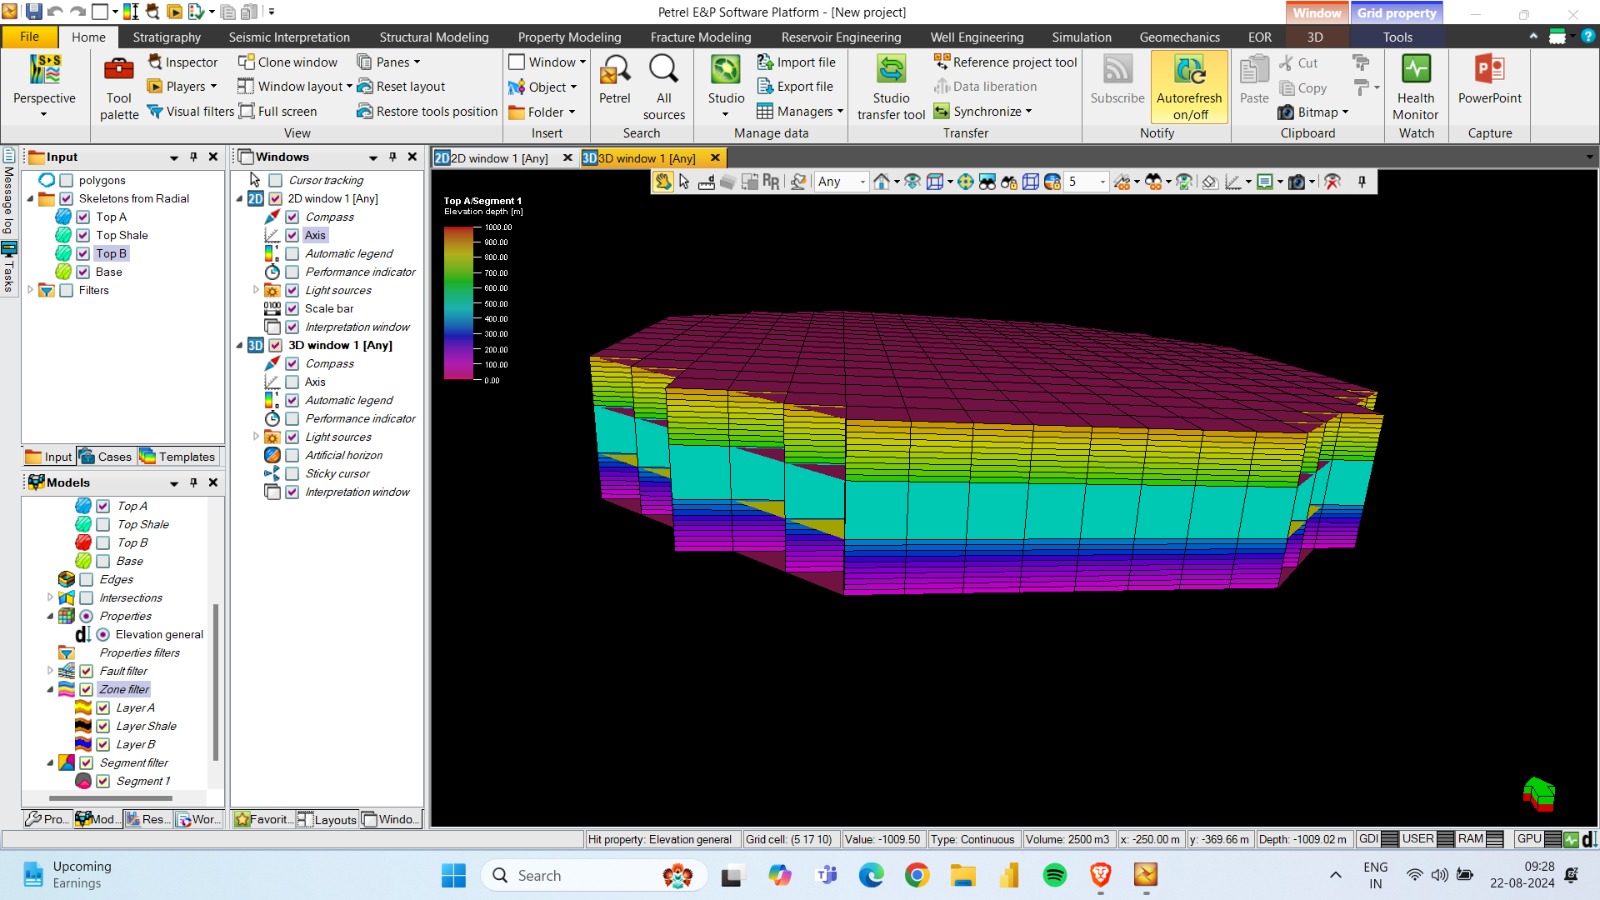 Petrel E&P Software Platform - [New project]
Window
Grid property
File
Home
Stratigraphy
Seismic Interpretation
Structural Modeling
Property Modeling
Fracture Modeling
Reservoir Engineering
Well Engineering
Simulation
Geomechanics
EOR
3D
Tools
Perspective
Tool palette
Inspector
Players
Visual filters
Clone window
Window layout
Full screen
Panes
Reset layout
Restore tools position
View
Window
Object
Folder
Insert
Petrel
All sources
Search
Studio
Import file
Export file
Managers
Manage data
Studio transfer tool
Reference project tool
Data liberation
Synchronize
Transfer
Subscribe
Autorefresh on/off
Notify
Paste
Cut
Copy
Bitmap
Clipboard
Health Monitor
Watch
PowerPoint
Capture
Message log
Tasks
Input
polygons
Skeletons from Radial
Top A
Top Shale
Top B
Base
Filters
Input
Cases
Templates
Models
Top A
Top Shale
Top B
Base
Edges
Intersections
Properties
Elevation general
Properties filters
Fault filter
Zone filter
Layer A
Layer Shale
Layer B
Segment filter
Segment 1
Pro...
Mod...
Res...
Wor...
Windows
Cursor tracking
2D 2D window 1 [Any]
Compass
Axis
Automatic legend
Performance indicator
Light sources
Scale bar
Interpretation window
3D 3D window 1 [Any]
Compass
Axis
Automatic legend
Performance indicator
Light sources
Artificial horizon
Sticky cursor
Interpretation window
Favorit...
Layouts
Windo...
2D 2D window 1 [Any]
3D 3D window 1 [Any]
Any
5
Top A/Segment 1
Elevation depth [m]
1000.00
900.00
800.00
700.00
600.00
500.00
400.00
300.00
200.00
100.00
0.00
Hit property: Elevation general
Grid cell: (5 17 10)
Value: -1009.50
Type: Continuous
Volume: 2500 m3
x: -250.00 m
y: -369.66 m
Depth: -1009.02 m
GDI
USER
RAM
GPU
Upcoming
Earnings
Search
ENG
IN
09:28
22-08-2024